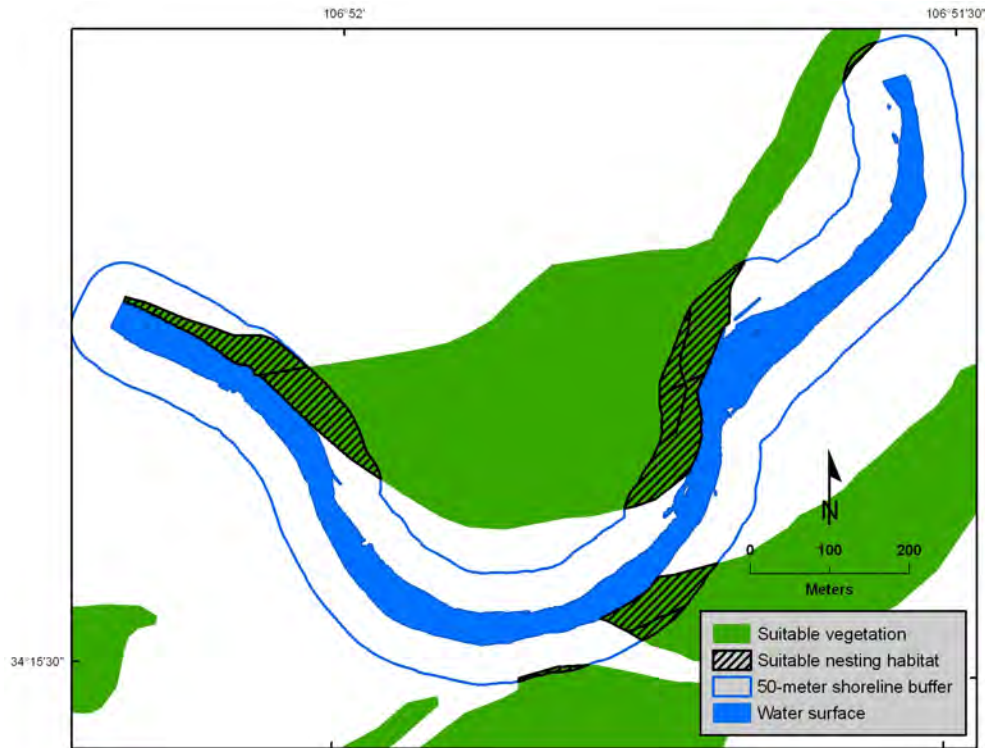 106°52'
106°51'30"
N
0 100 200
Meters
34°15'30"
Suitable vegetation
Suitable nesting habitat
50-meter shoreline buffer
Water surface